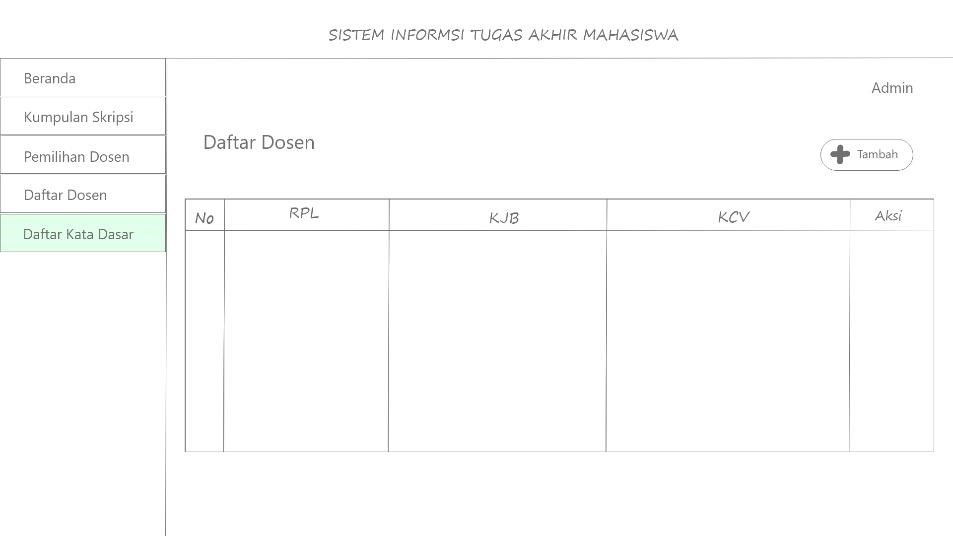 SISTEM INFORMSI TUGAS AKHIR MAHASISWA
Beranda
Kumpulan Skripsi
Pemilihan Dosen
Daftar Dosen
Daftar Kata Dasar
Admin
Daftar Dosen
Tambah
No RPL KJB KCV Aksi